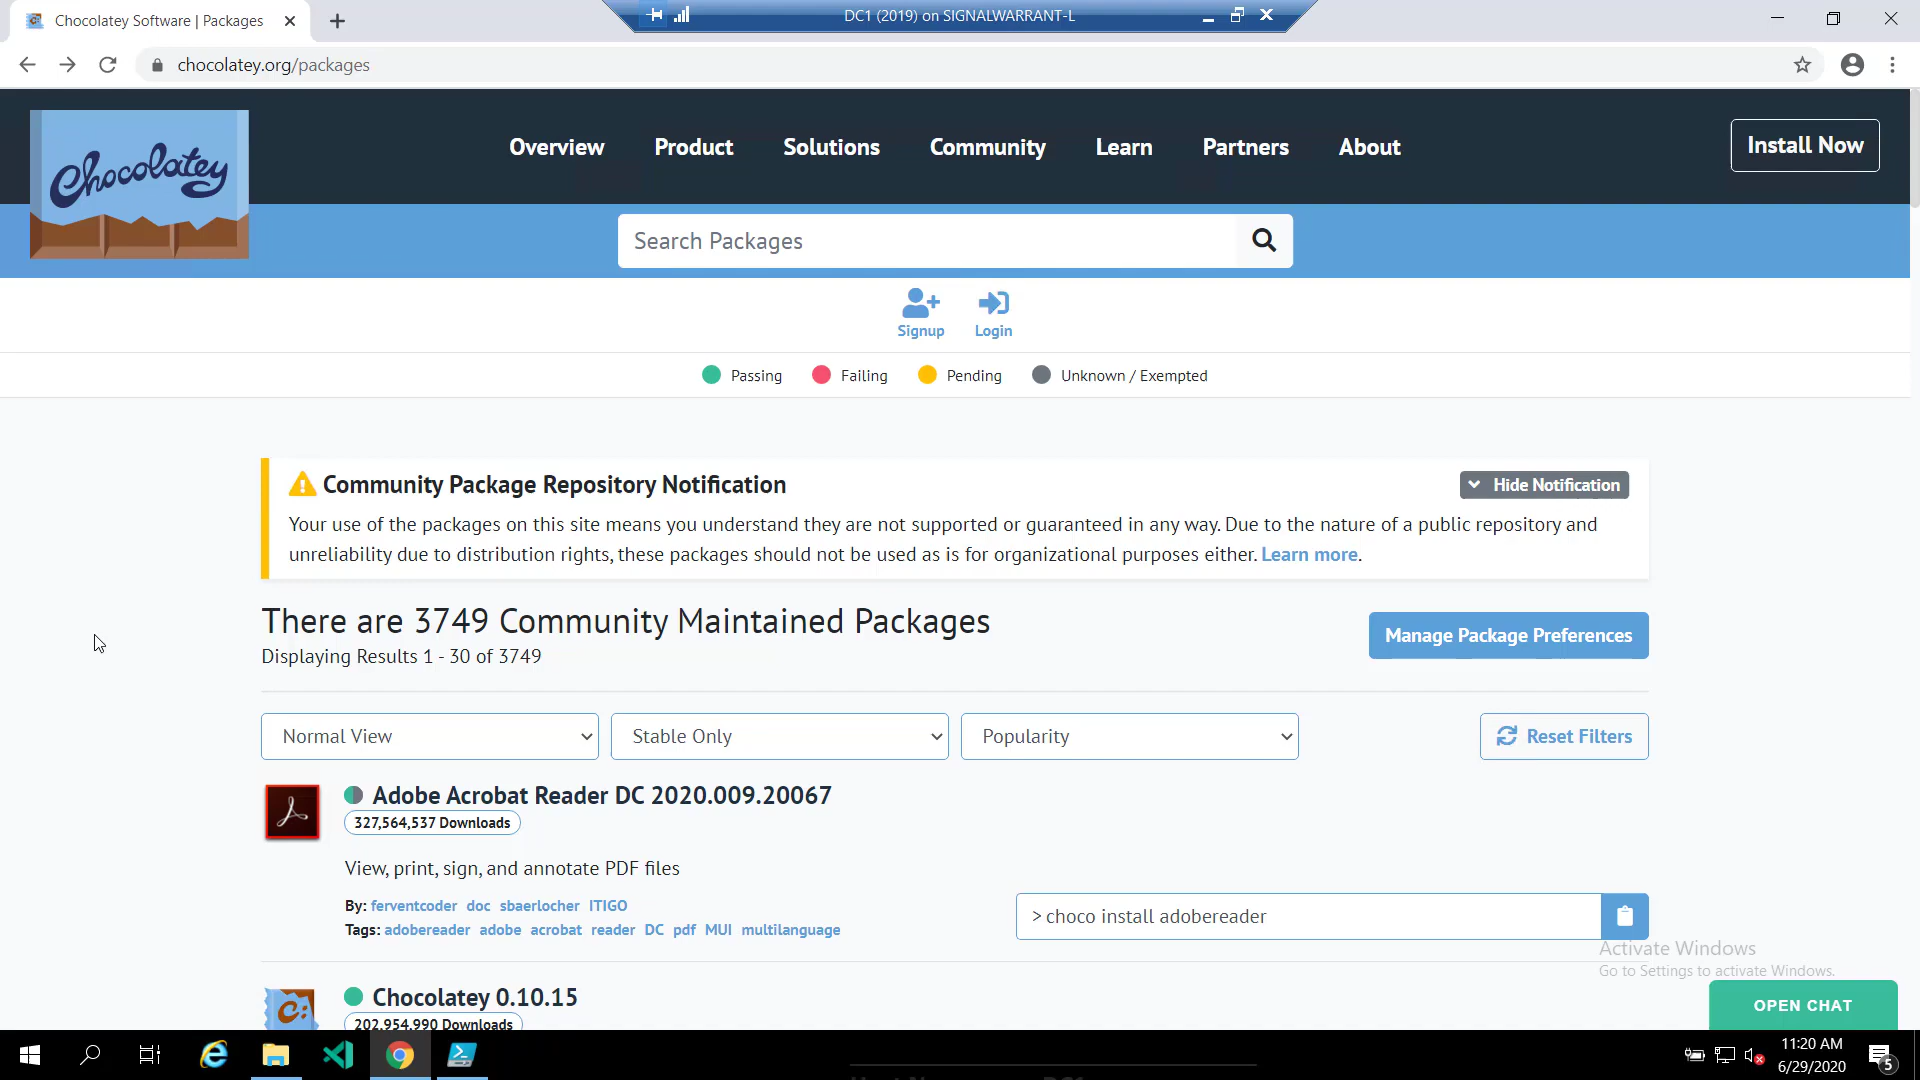 Chocolatey Software | Packages
DC1 (2019) on SIGNALWARRANT-L
chocolatey.org/packages
Chocolatey
Overview
Product
Solutions
Community
Learn
Partners
About
Install Now
Search Packages
Signup
Login
Passing
Failing
Pending
Unknown / Exempted
Community Package Repository Notification
Hide Notification
Your use of the packages on this site means you understand they are not supported or guaranteed in any way. Due to the nature of a public repository and
unreliability due to distribution rights, these packages should not be used as is for organizational purposes either. Learn more.
There are 3749 Community Maintained Packages
Displaying Results 1 - 30 of 3749
Manage Package Preferences
Normal View
Stable Only
Popularity
Reset Filters
Adobe Acrobat Reader DC 2020.009.20067
327,564,537 Downloads
View, print, sign, and annotate PDF files
By: ferventcoder doc sbaerlocher ITIGO
Tags: adobereader adobe acrobat reader DC pdf MUI multilanguage
> choco install adobereader
Activate Windows
Go to Settings to activate Windows.
Chocolatey 0.10.15
202,954,990 Downloads
OPEN CHAT
11:20 AM
6/29/2020
5